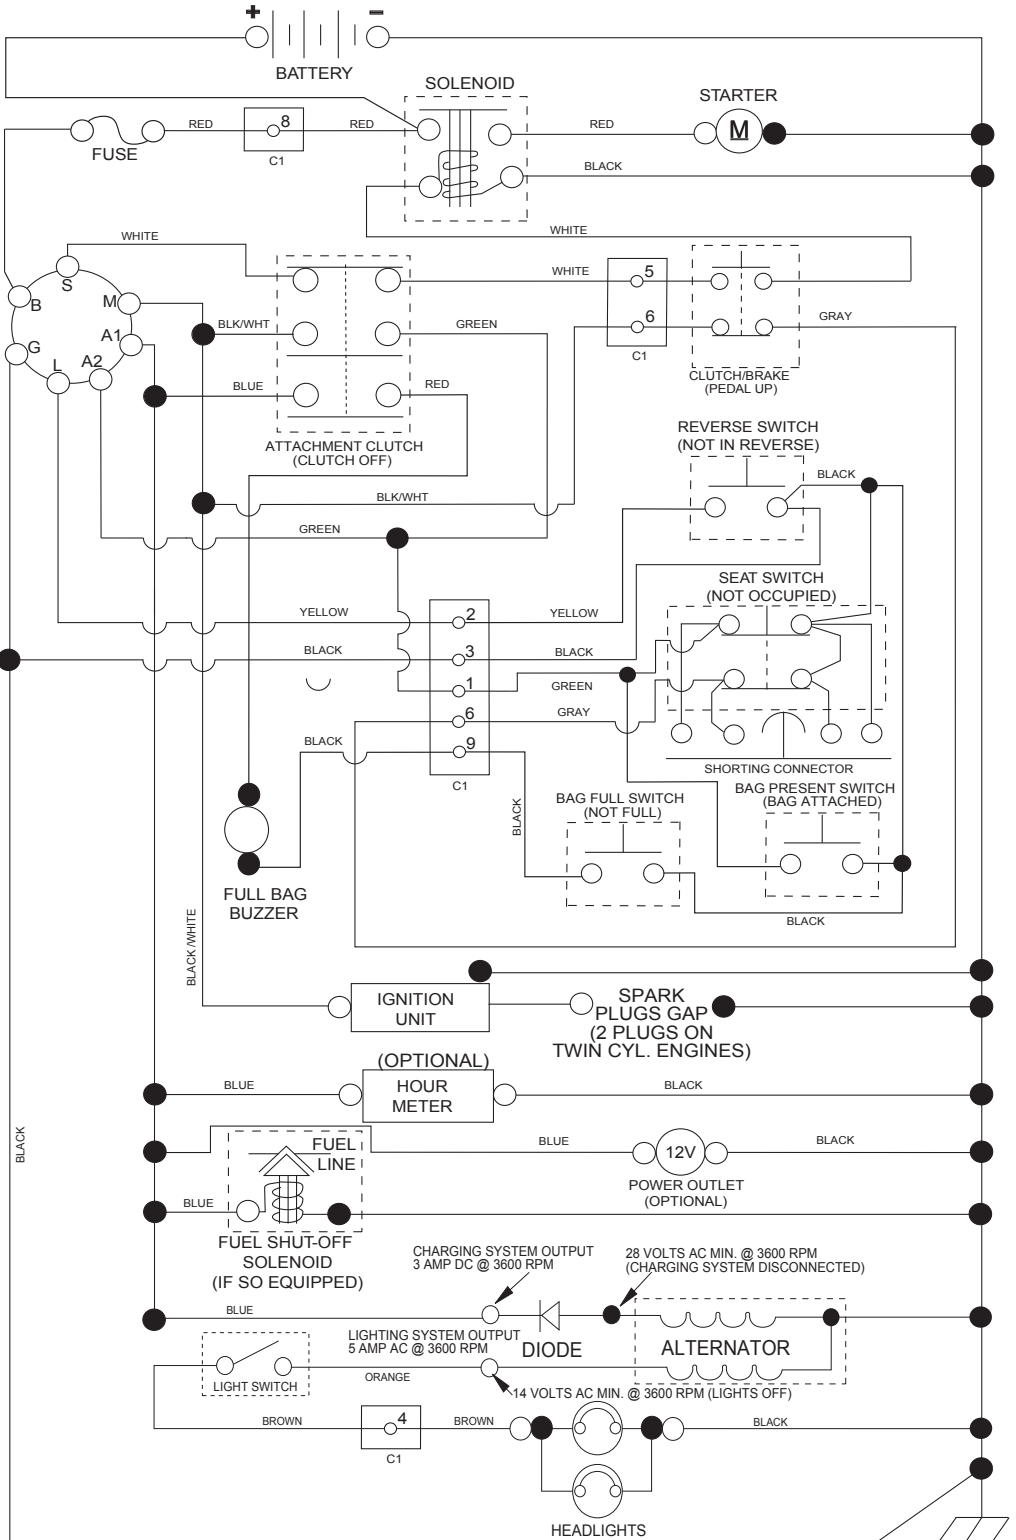 + -
BATTERY
SOLENOID
STARTER
8
RED
RED
RED
M
FUSE
C1
BLACK
WHITE
WHITE
S
B
M
A1
G
L
A2
WHITE
5
BLK/WHT
GREEN
6
GRAY
C1
BLUE
RED
CLUTCH/BRAKE
(PEDAL UP)
ATTACHMENT CLUTCH
(CLUTCH OFF)
REVERSE SWITCH
(NOT IN REVERSE)
BLACK
BLK/WHT
GREEN
SEAT SWITCH
(NOT OCCUPIED)
YELLOW
2
YELLOW
BLACK
3
BLACK
1
GREEN
6
GRAY
BLACK
9
C1
SHORTING CONNECTOR
BAG PRESENT SWITCH
(BAG ATTACHED)
BAG FULL SWITCH
(NOT FULL)
BLACK
FULL BAG
BUZZER
BLACK
BLACK /WHITE
IGNITION
UNIT
SPARK
PLUGS GAP
(2 PLUGS ON
TWIN CYL. ENGINES)
(OPTIONAL)
HOUR
METER
BLUE
BLACK
BLACK
FUEL
LINE
BLUE
12V
BLACK
POWER OUTLET
(OPTIONAL)
BLUE
FUEL SHUT-OFF
SOLENOID
(IF SO EQUIPPED)
CHARGING SYSTEM OUTPUT
3 AMP DC @ 3600 RPM
28 VOLTS AC MIN. @ 3600 RPM
(CHARGING SYSTEM DISCONNECTED)
BLUE
LIGHTING SYSTEM OUTPUT
5 AMP AC @ 3600 RPM
DIODE
ALTERNATOR
LIGHT SWITCH
ORANGE
14 VOLTS AC MIN. @ 3600 RPM (LIGHTS OFF)
BROWN
4
BROWN
BLACK
C1
HEADLIGHTS